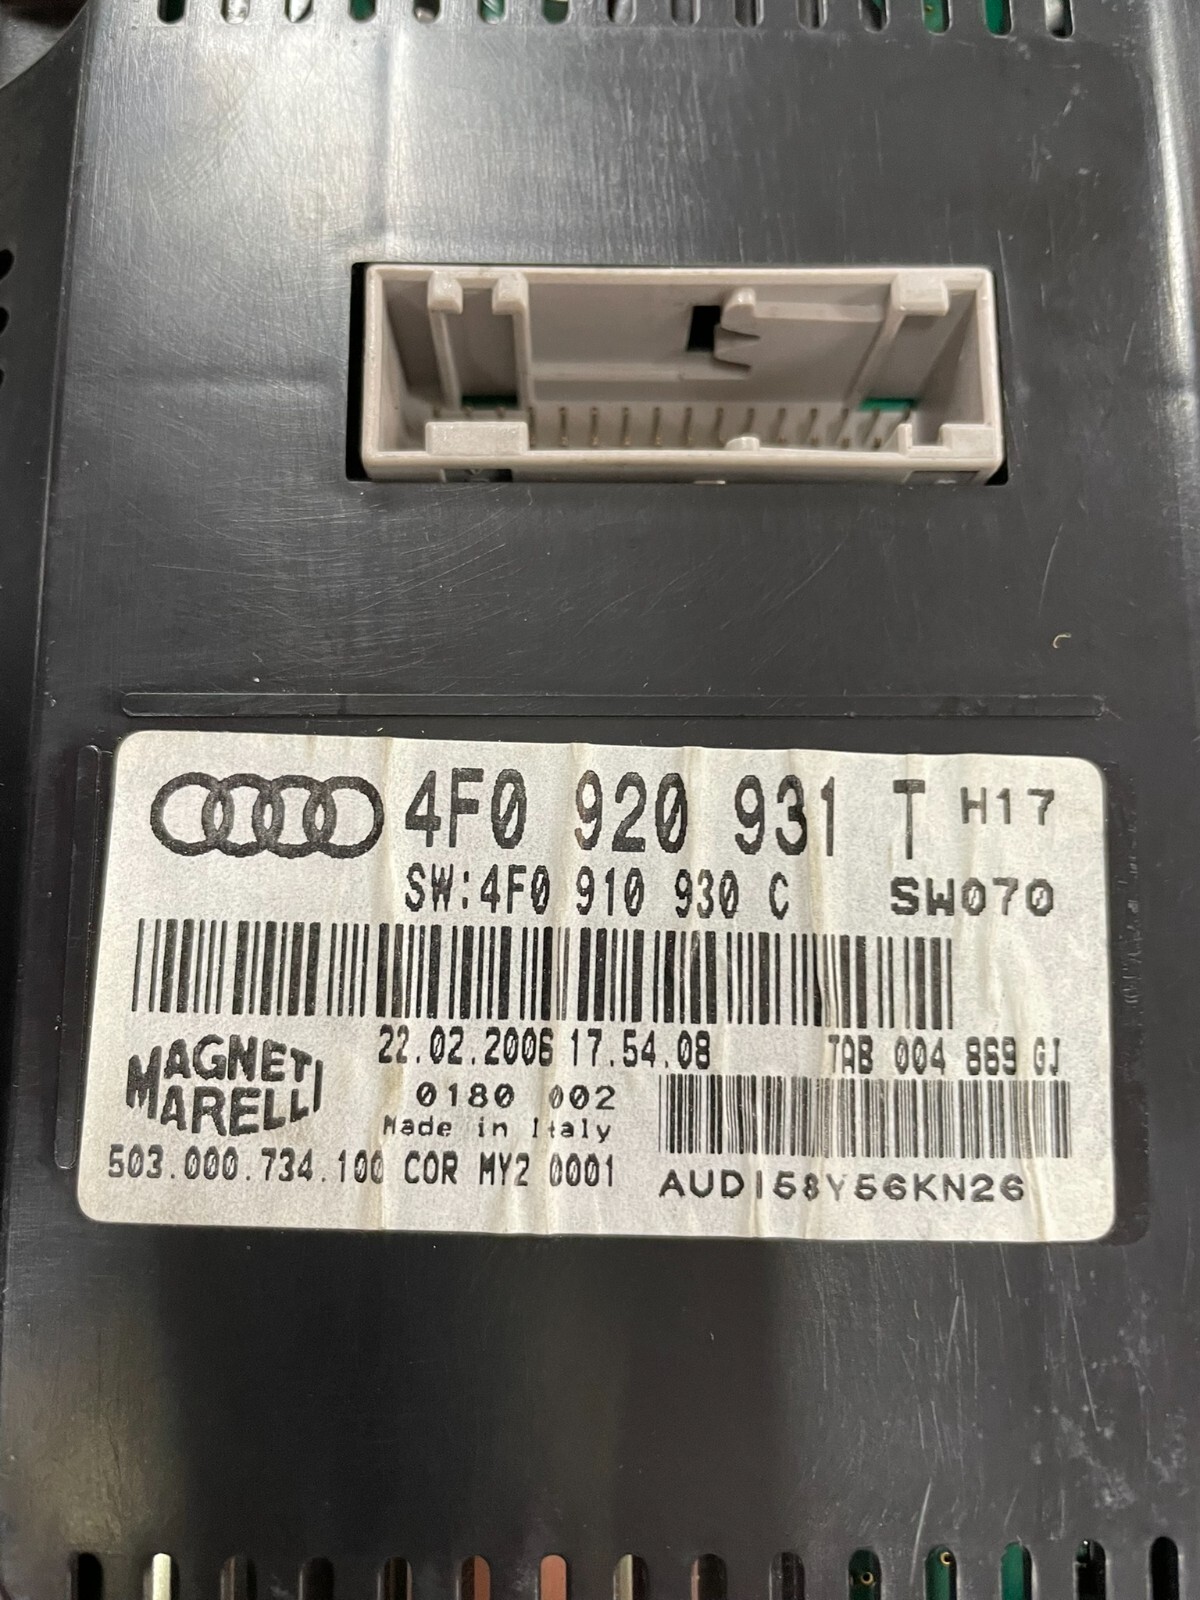 4F0 920 931 T H17
SW:4F0 910 930 C SW070
22.02.2006 17.54.08 7AB 004 869 GJ
MAGNETI
MARELLI
0180 002
Made in Italy
503.000.734.100 COR MY2 0001
AUDI58Y56KN26